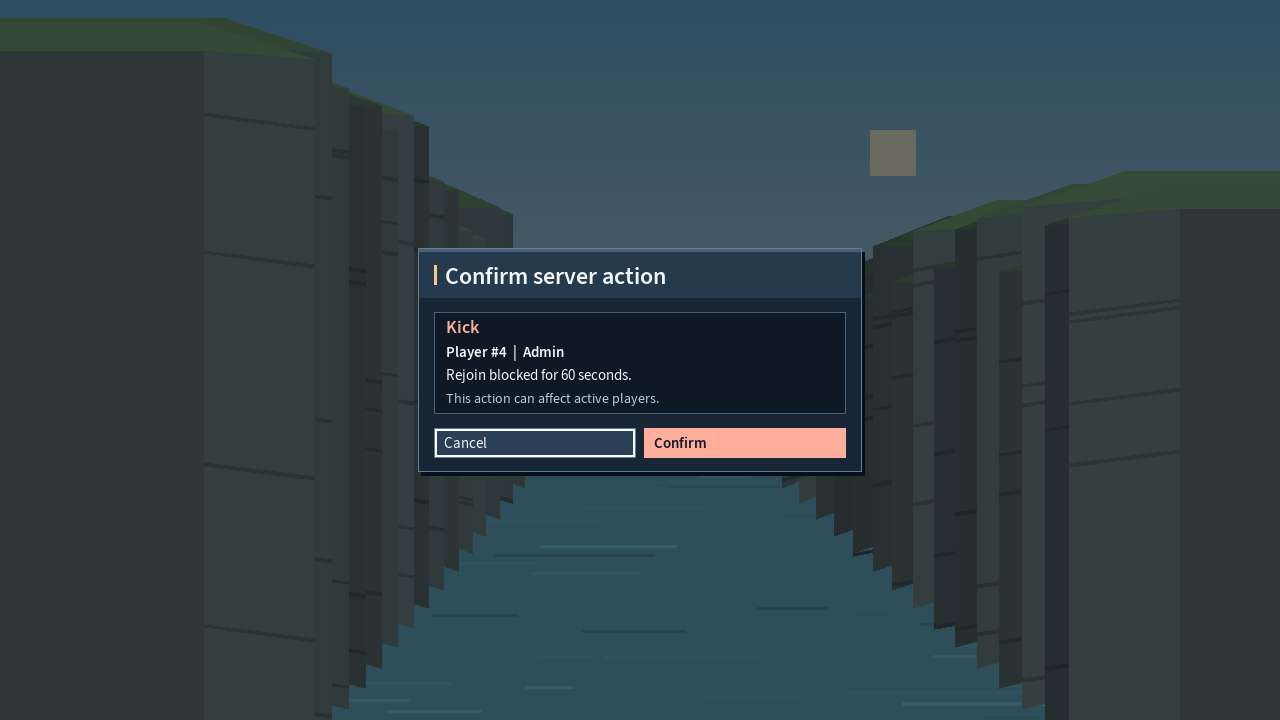 Confirm server action
Kick
Player #4 | Admin
Rejoin blocked for 60 seconds.
This action can affect active players.
Cancel
Confirm